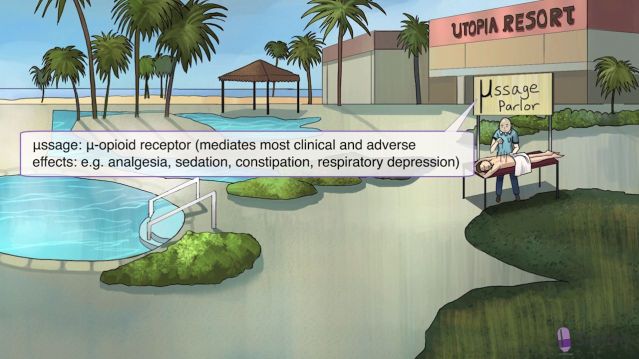 UTOPIA RESORT
µssage
Parlor
µssage: µ-opioid receptor (mediates most clinical and adverse
effects: e.g. analgesia, sedation, constipation, respiratory depression)